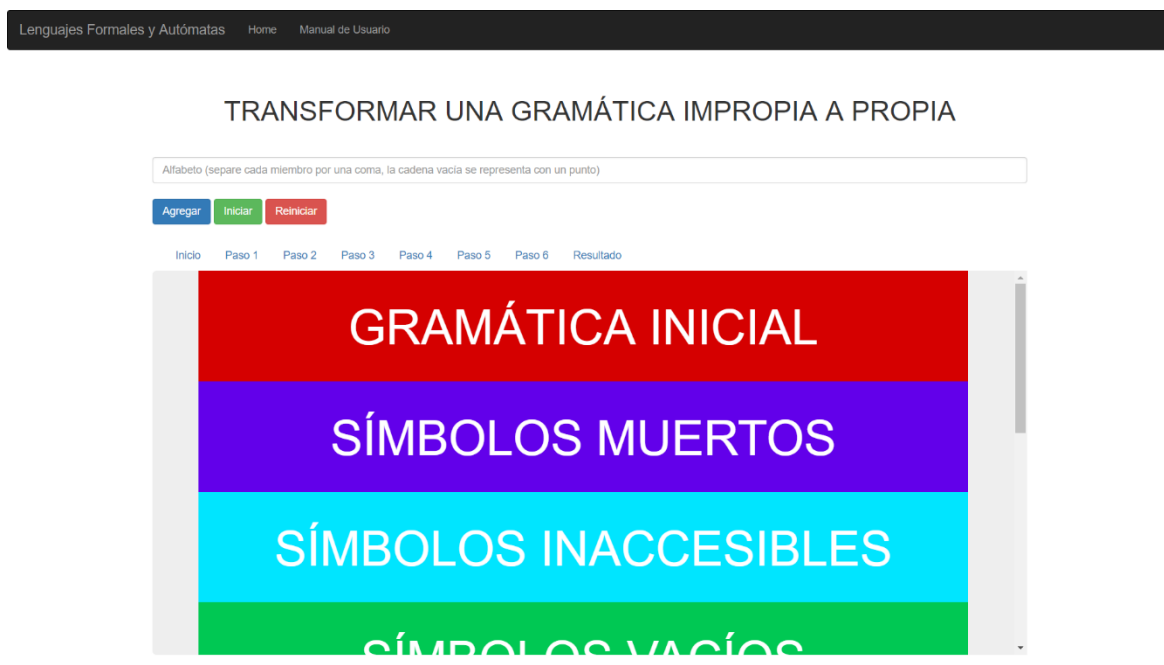 Lenguajes Formales y Autómatas Home Manual de Usuario
TRANSFORMAR UNA GRAMÁTICA IMPROPIA A PROPIA
Alfabeto (separe cada miembro por una coma, la cadena vacia se representa con un punto)
Agregar Iniciar Reiniciar
Inicio Paso 1 Paso 2 Paso 3 Paso 4 Paso 5 Paso 6 Resultado
GRAMÁTICA INICIAL
SÍMBOLOS MUERTOS
SÍMBOLOS INACCESIBLES
SÍMBOLOS VACÍOS